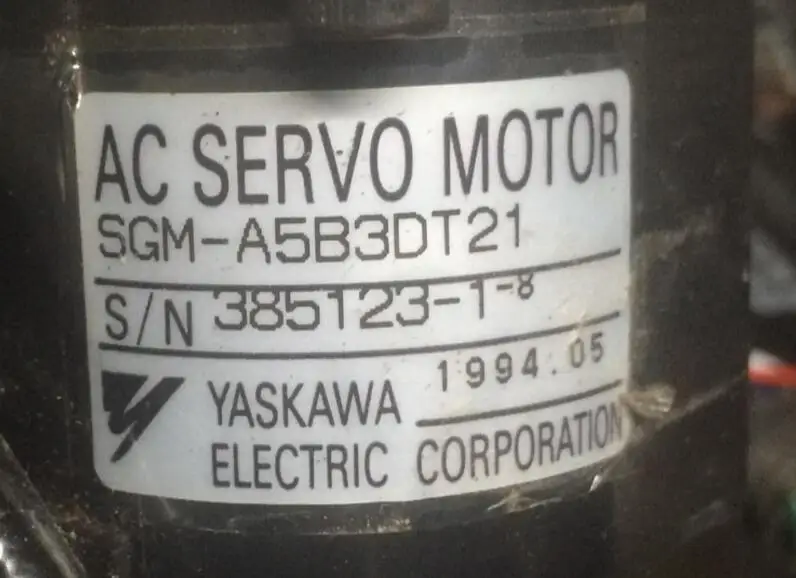 AC SERVO MOTOR
SGM-A5B3DT21
S/N 385123-1-8
1994.05
YASKAWA
ELECTRIC CORPORATION